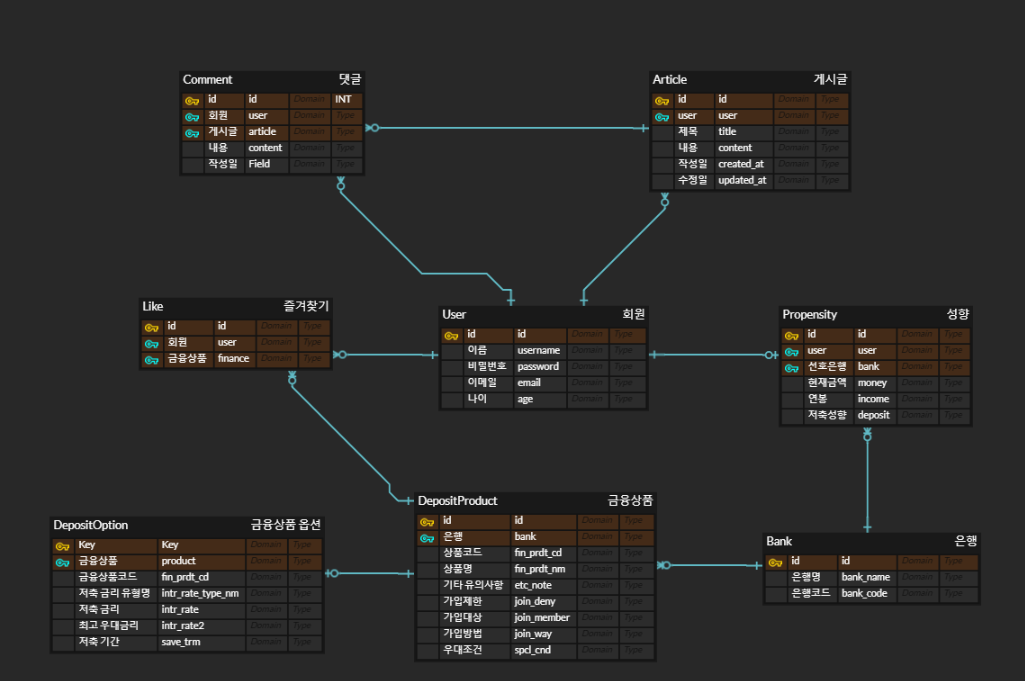 Comment 댓글
id id Domain INT
회원 user Domain Type
게시글 article Domain Type
내용 content Domain Type
작성일 Field Domain Type
Article 게시글
id id Domain Type
user user Domain Type
제목 title Domain Type
내용 content Domain Type
작성일 created_at Domain Type
수정일 updated_at Domain Type
Like 즐겨찾기
id id Domain Type
회원 user Domain Type
금융상품 finance Domain Type
User 회원
id id Domain Type
이름 username Domain Type
비밀번호 password Domain Type
이메일 email Domain Type
나이 age Domain Type
Propensity 성향
id id Domain Type
user user Domain Type
선호은행 bank Domain Type
현재금액 money Domain Type
연봉 income Domain Type
저축성향 deposit Domain Type
DepositOption 금융상품 옵션
Key Key Domain Type
금융상품 product Domain Type
금융상품코드 fin_prdt_cd Domain Type
저축 금리 유형명 intr_rate_type_nm Domain Type
저축 금리 intr_rate Domain Type
최고 우대금리 intr_rate2 Domain Type
저축 기간 save_trm Domain Type
DepositProduct 금융상품
id id Domain Type
은행 bank Domain Type
상품코드 fin_prdt_cd Domain Type
상품명 fin_prdt_nm Domain Type
기타 유의사항 etc_note Domain Type
가입제한 join_deny Domain Type
가입대상 join_member Domain Type
가입방법 join_way Domain Type
우대조건 spcl_cnd Domain Type
Bank 은행
id id Domain Type
은행명 bank_name Domain Type
은행코드 bank_code Domain Type